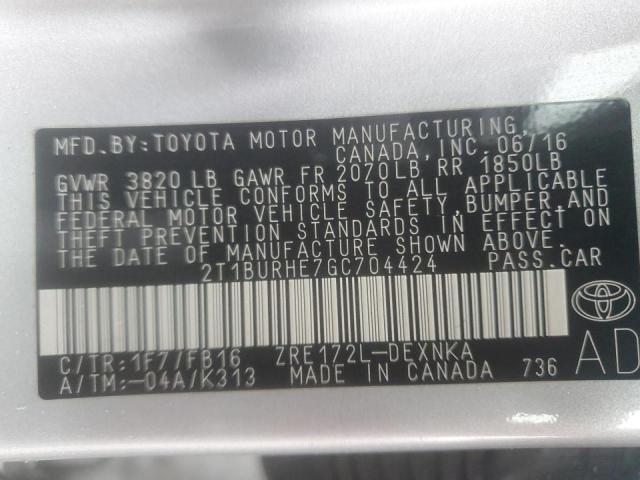 MFD. BY: TOYOTA MOTOR MANUFACTURING,
CANADA, INC. 06/16
GVWR 3820 LB GAWR FR 2070LB, RR 1850LB
THIS VEHICLE CONFORMS TO ALL APPLICABLE
FEDERAL MOTOR VEHICLE SAFETY, BUMPER, AND
THEFT PREVENTION STANDARDS IN EFFECT ON
THE DATE OF MANUFACTURE SHOWN ABOVE.
2T1BURHE7GC704424 PASS. CAR
C/TR: 1F7/FB16 ZRE172L-DEXNKA
A/TM: -04A/K313 MADE IN CANADA 736
AD